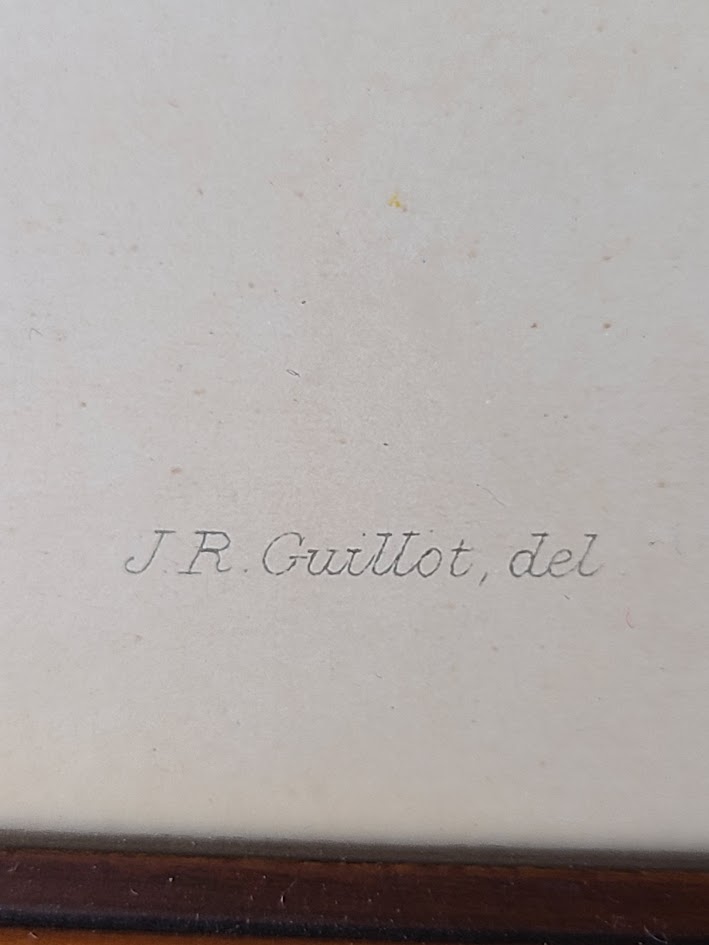 J. R. Guillot, del